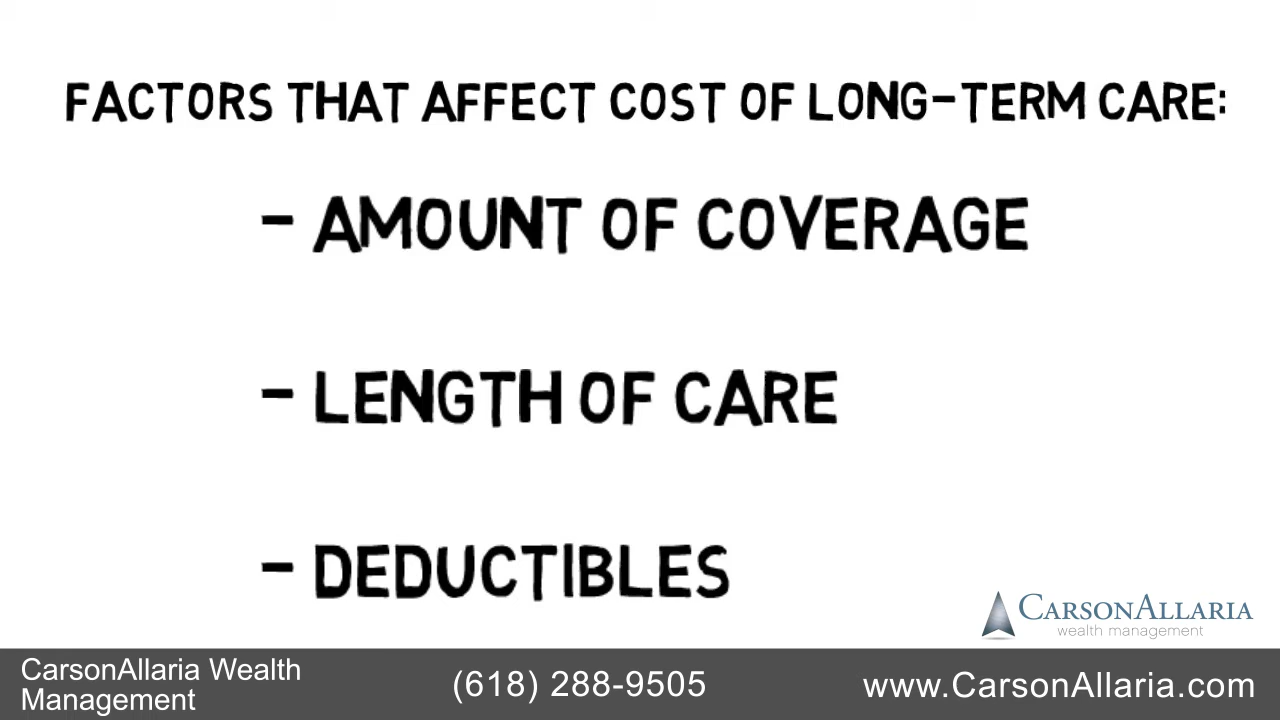 FACTORS THAT AFFECT COST OF LONG-TERM CARE:
- AMOUNT OF COVERAGE
- LENGTH OF CARE
- DEDUCTIBLES
CARSONALLARIA
wealth management
CarsonAllaria Wealth
Management
(618) 288-9505
www.CarsonAllaria.com